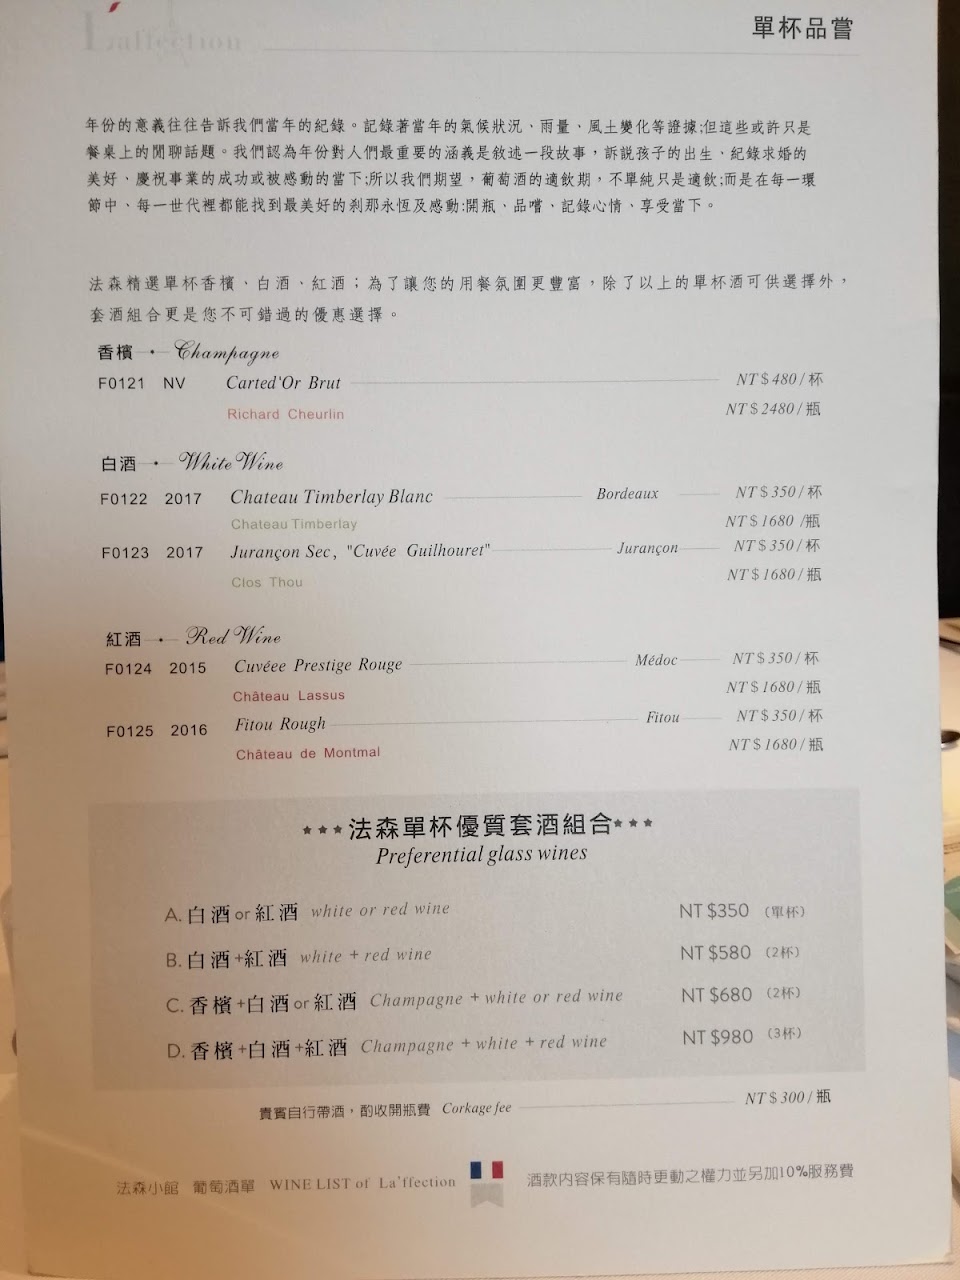 L'affection
單杯品嘗
年份的意義往往告訴我們當年的紀錄。記錄著當年的氣候狀況、雨量、風土變化等證據;但這些或許只是
餐桌上的閒聊話題。我們認為年份對人們最重要的涵義是敘述一段故事，訴說孩子的出生、紀錄求婚的
美好、慶祝事業的成功或被感動的當下;所以我們期望，葡萄酒的適飲期，不單純只是適飲;而是在每一環
節中、每一世代裡都能找到最美好的剎那永恆及感動:開瓶、品嚐、記錄心情、享受當下。
法森精選單杯香檳、白酒、紅酒；為了讓您的用餐氛圍更豐富，除了以上的單杯酒可供選擇外，
套酒組合更是您不可錯過的優惠選擇。
香檳 Champagne
F0121 NV Carted'Or Brut NT$480/杯
Richard Cheurlin NT$2480/瓶
白酒 White Wine
F0122 2017 Chateau Timberlay Blanc Bordeaux NT$350/杯
Chateau Timberlay NT$1680 /瓶
F0123 2017 Jurançon Sec, "Cuvée Guilhouret" Jurançon NT$350/杯
Clos Thou NT$1680/瓶
紅酒 Red Wine
F0124 2015 Cuvéee Prestige Rouge Médoc NT$350/杯
Château Lassus NT$1680/瓶
F0125 2016 Fitou Rough Fitou NT$350/杯
Château de Montmal NT$1680/瓶
***法森單杯優質套酒組合***
Preferential glass wines
A.白酒or紅酒 white or red wine NT $350 (單杯)
B.白酒+紅酒 white + red wine NT $580 (2杯)
C.香檳+白酒or紅酒 Champagne + white or red wine NT $680 (2杯)
D.香檳+白酒+紅酒 Champagne + white + red wine NT $980 (3杯)
貴賓自行帶酒，酌收開瓶費 Corkage fee NT$300/瓶
法森小館 葡萄酒單 WINE LIST of La'ffection 酒款內容保有隨時更動之權力並另加10%服務費